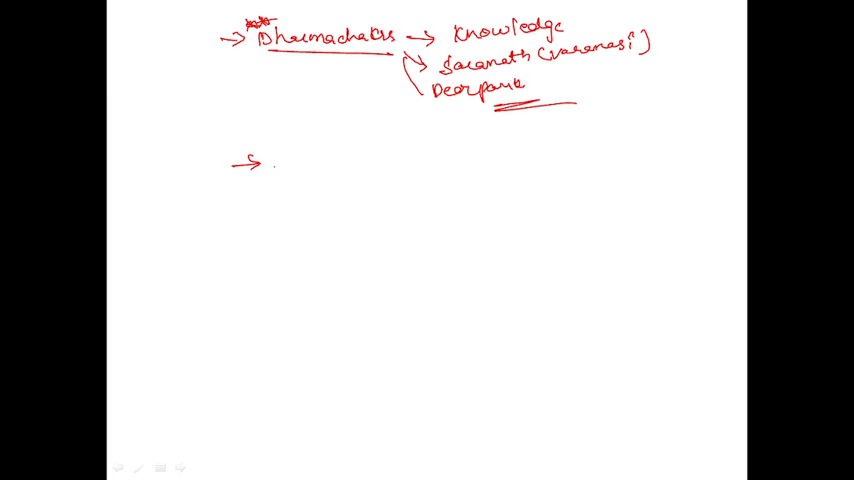 → Dharmachakra → Knowledge
Saranath (varanasi)
Deerpark
→